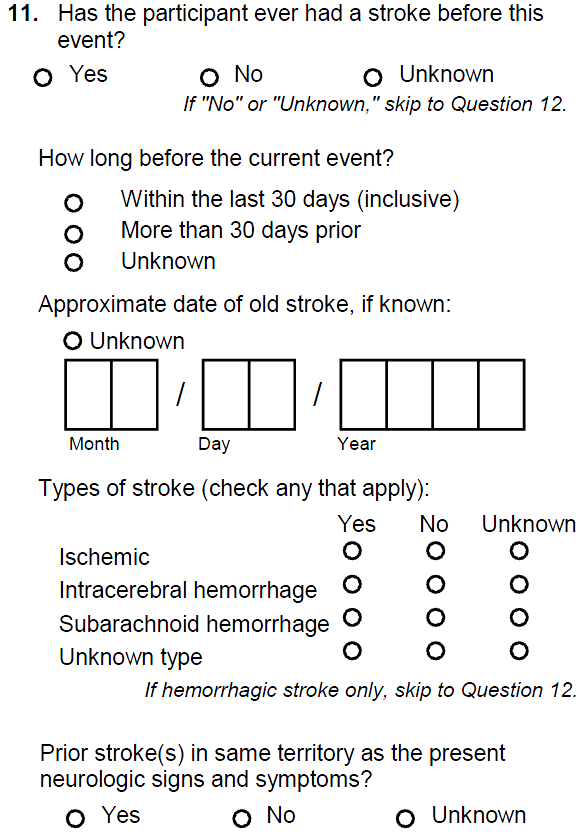 11. Has the participant ever had a stroke before this
event?
Yes No Unknown
If "No" or "Unknown," skip to Question 12.
How long before the current event?
Within the last 30 days (inclusive)
More than 30 days prior
Unknown
Approximate date of old stroke, if known:
Unknown
/ /
Month Day Year
Types of stroke (check any that apply):
Yes No Unknown
Ischemic
Intracerebral hemorrhage
Subarachnoid hemorrhage
Unknown type
If hemorrhagic stroke only, skip to Question 12.
Prior stroke(s) in same territory as the present
neurologic signs and symptoms?
Yes No Unknown